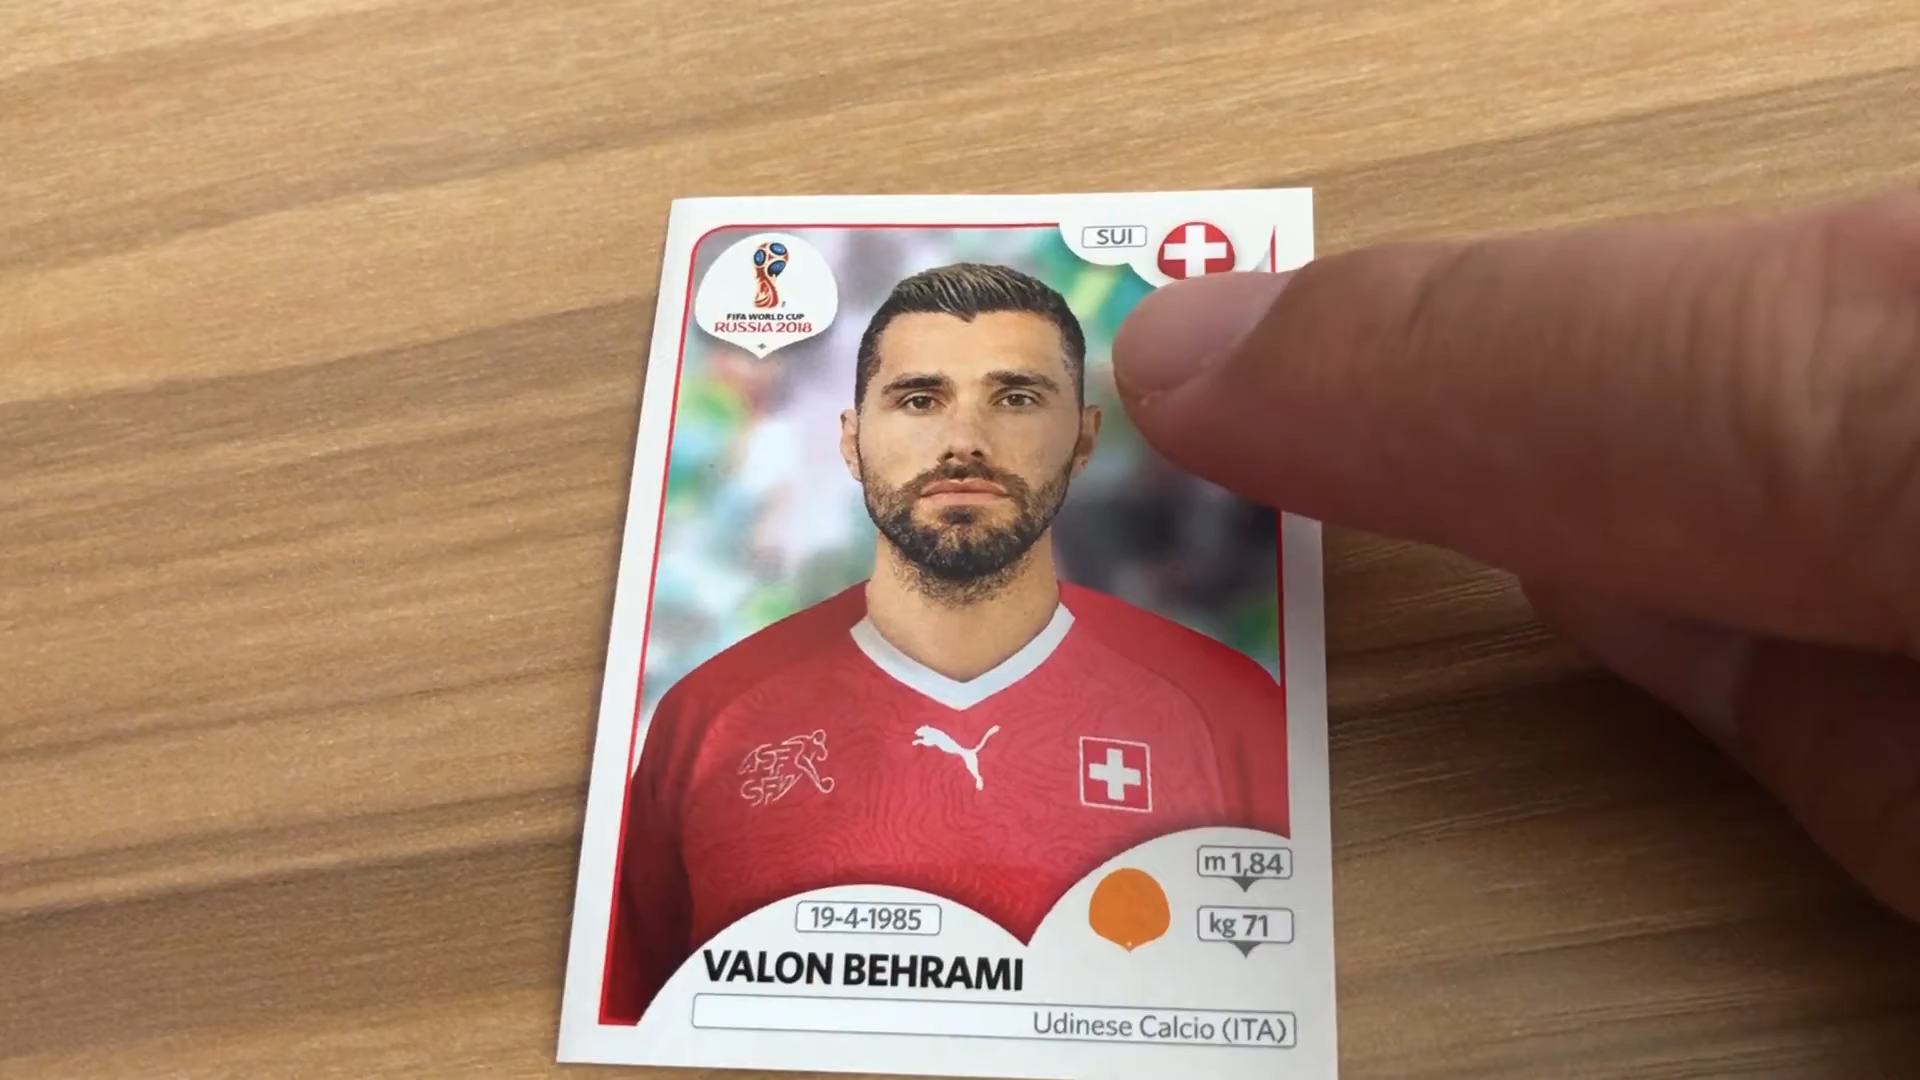 SUI
FIFA WORLD CUP
RUSSIA 2018
ASF
SFV
m 1,84
kg 71
19-4-1985
VALON BEHRAMI
Udinese Calcio (ITA)